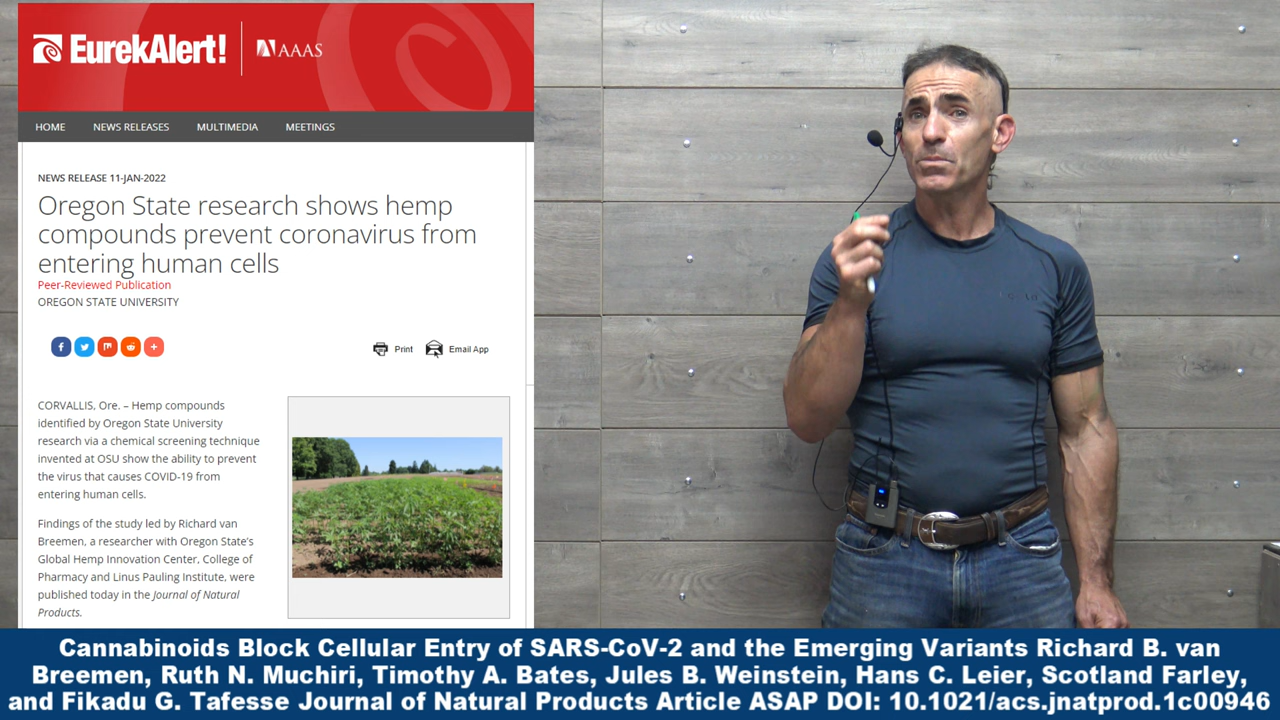 EurekAlert! AAAS
HOME NEWS RELEASES MULTIMEDIA MEETINGS
NEWS RELEASE 11-JAN-2022
Oregon State research shows hemp
compounds prevent coronavirus from
entering human cells
Peer-Reviewed Publication
OREGON STATE UNIVERSITY
Print Email App
CORVALLIS, Ore. – Hemp compounds
identified by Oregon State University
research via a chemical screening technique
invented at OSU show the ability to prevent
the virus that causes COVID-19 from
entering human cells.
Findings of the study led by Richard van
Breemen, a researcher with Oregon State's
Global Hemp Innovation Center, College of
Pharmacy and Linus Pauling Institute, were
published today in the Journal of Natural
Products.
Cannabinoids Block Cellular Entry of SARS-CoV-2 and the Emerging Variants Richard B. van
Breemen, Ruth N. Muchiri, Timothy A. Bates, Jules B. Weinstein, Hans C. Leier, Scotland Farley,
and Fikadu G. Tafesse Journal of Natural Products Article ASAP DOI: 10.1021/acs.jnatprod.1c00946